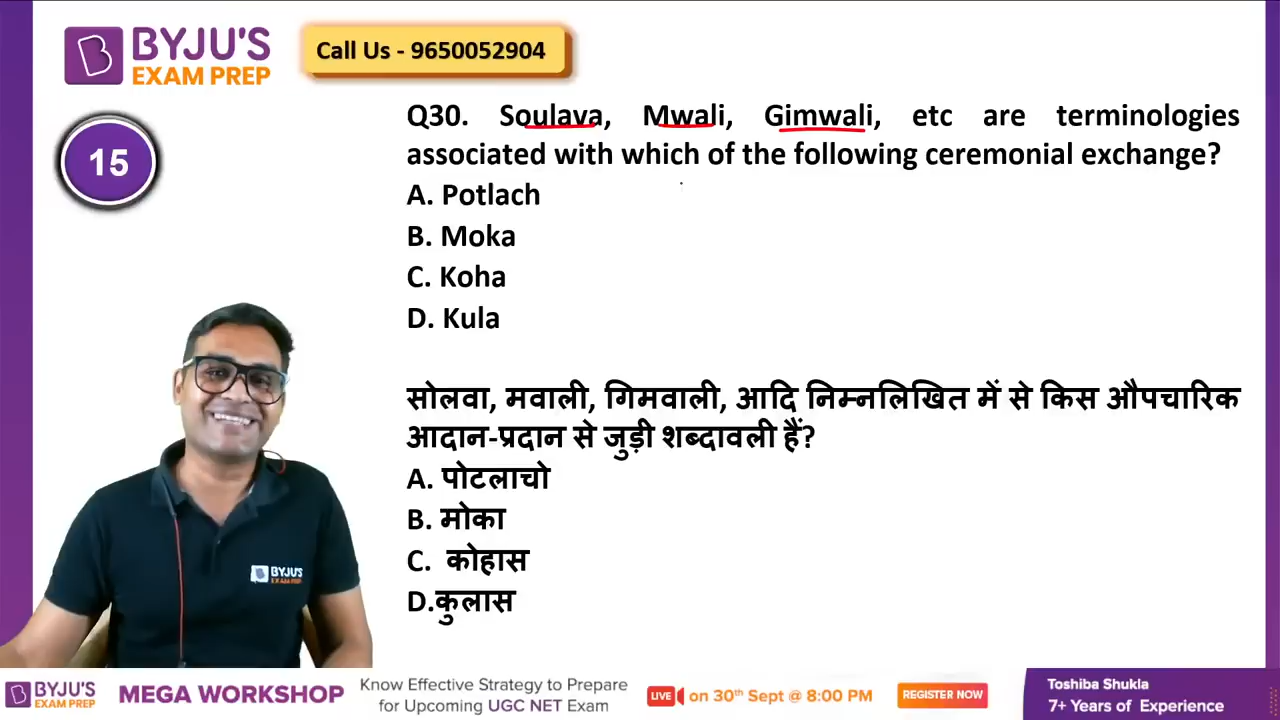 BYJU'S
EXAM PREP
Call Us - 9650052904
15
Q30. Soulava, Mwali, Gimwali, etc are terminologies
associated with which of the following ceremonial exchange?
A. Potlach
B. Moka
C. Koha
D. Kula
सोलवा, मवाली, गिमवाली, आदि निम्नलिखित में से किस औपचारिक
आदान-प्रदान से जुड़ी शब्दावली हैं?
A. पोटलाचो
B. मोका
C. कोहास
D.कुलास
BYJU'S
EXAM PREP
BYJU'S
EXAM PREP
MEGA WORKSHOP
Know Effective Strategy to Prepare
for Upcoming UGC NET Exam
LIVE on 30th Sept @ 8:00 PM
REGISTER NOW
Toshiba Shukla
7+ Years of Experience